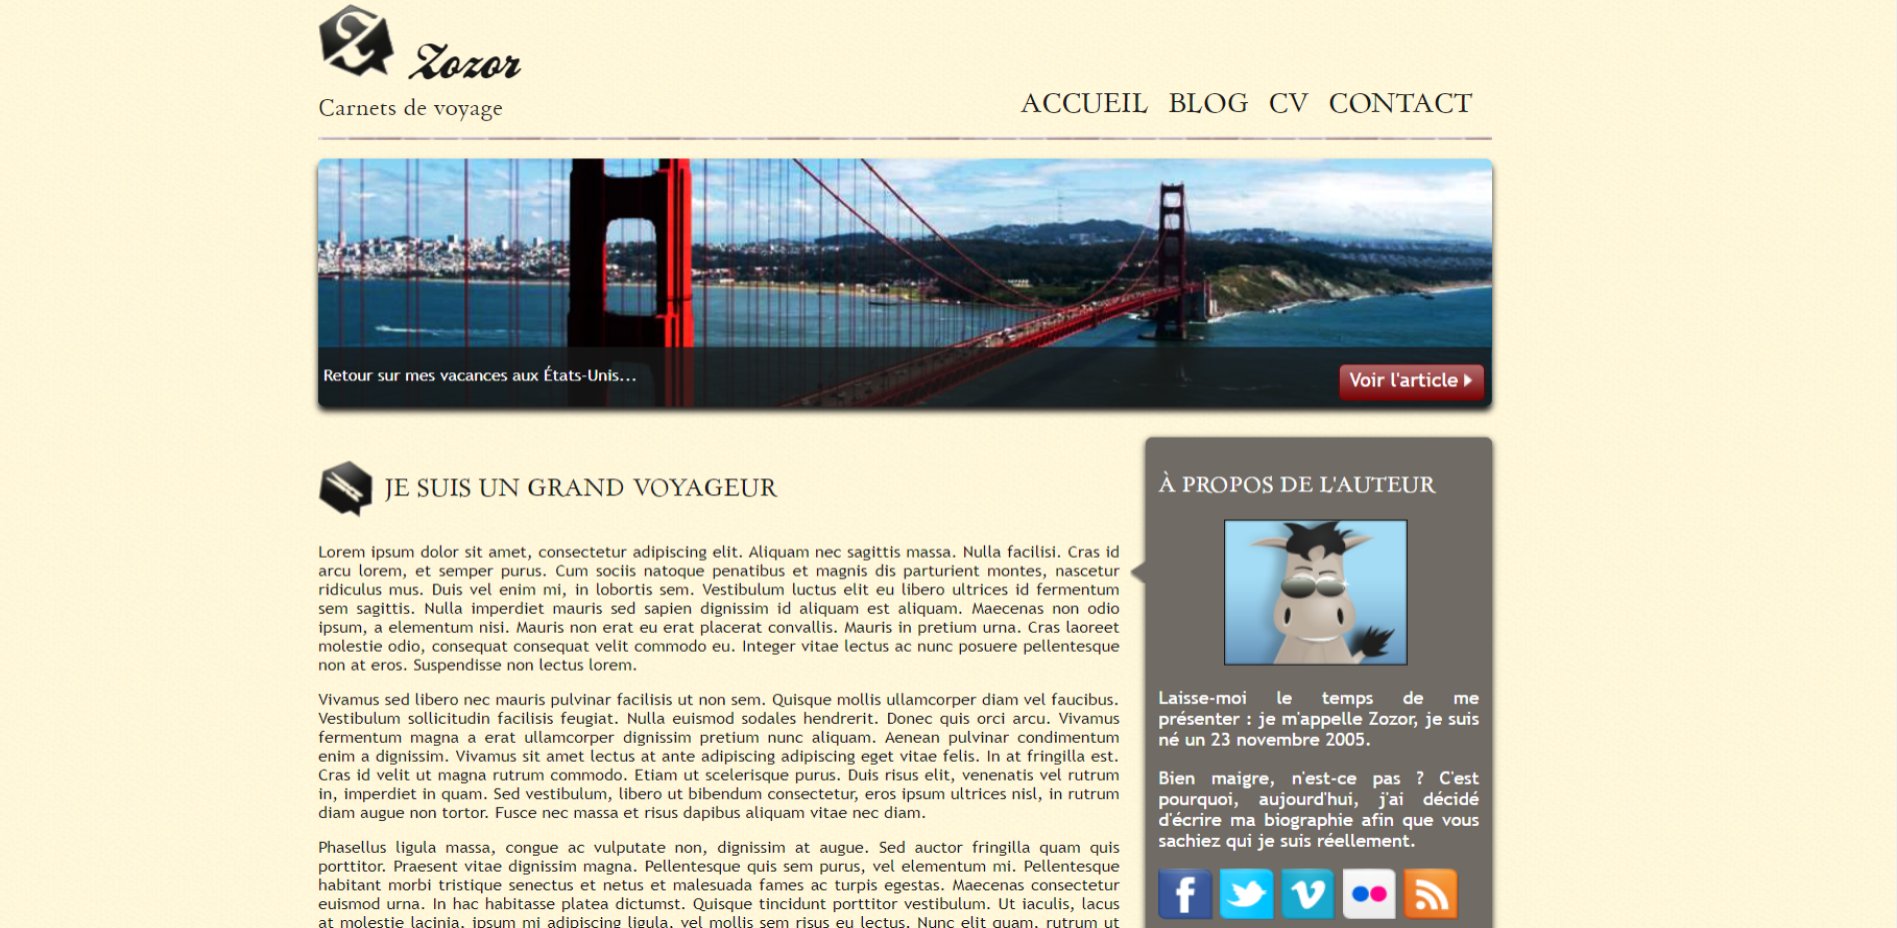 Z Zozor
Carnets de voyage
ACCUEIL BLOG CV CONTACT
Retour sur mes vacances aux États-Unis...
Voir l'article
JE SUIS UN GRAND VOYAGEUR
Lorem ipsum dolor sit amet, consectetur adipiscing elit. Aliquam nec sagittis massa. Nulla facilisi. Cras id
arcu lorem, et semper purus. Cum sociis natoque penatibus et magnis dis parturient montes, nascetur
ridiculus mus. Duis vel enim mi, in lobortis sem. Vestibulum luctus elit eu libero ultrices id fermentum
sem sagittis. Nulla imperdiet mauris sed sapien dignissim id aliquam est aliquam. Maecenas non odio
ipsum, a elementum nisi. Mauris non erat eu erat placerat convallis. Mauris in pretium urna. Cras laoreet
molestie odio, consequat consequat velit commodo eu. Integer vitae lectus ac nunc posuere pellentesque
non at eros. Suspendisse non lectus lorem.
Vivamus sed libero nec mauris pulvinar facilisis ut non sem. Quisque mollis ullamcorper diam vel faucibus.
Vestibulum sollicitudin facilisis feugiat. Nulla euismod sodales hendrerit. Donec quis orci arcu. Vivamus
fermentum magna a erat ullamcorper dignissim pretium nunc aliquam. Aenean pulvinar condimentum
enim a dignissim. Vivamus sit amet lectus at ante adipiscing adipiscing eget vitae felis. In at fringilla est.
Cras id velit ut magna rutrum commodo. Etiam ut scelerisque purus. Duis risus elit, venenatis vel rutrum
in, imperdiet in quam. Sed vestibulum, libero ut bibendum consectetur, eros ipsum ultrices nisl, in rutrum
diam augue non tortor. Fusce nec massa et risus dapibus aliquam vitae nec diam.
Phasellus ligula massa, congue ac vulputate non, dignissim at augue. Sed auctor fringilla quam quis
porttitor. Praesent vitae dignissim magna. Pellentesque quis sem purus, vel elementum mi. Pellentesque
habitant morbi tristique senectus et netus et malesuada fames ac turpis egestas. Maecenas consectetur
euismod urna. In hac habitasse platea dictumst. Quisque tincidunt porttitor vestibulum. Ut iaculis, lacus
at molestie lacinia, ipsum mi adipiscing ligula, vel mollis sem risus eu lectus. Nunc elit quam, rutrum ut
À PROPOS DE L'AUTEUR
Laisse-moi le temps de me
présenter : je m'appelle Zozor, je suis
né un 23 novembre 2005.
Bien maigre, n'est-ce pas ? C'est
pourquoi, aujourd'hui, j'ai décidé
d'écrire ma biographie afin que vous
sachiez qui je suis réellement.